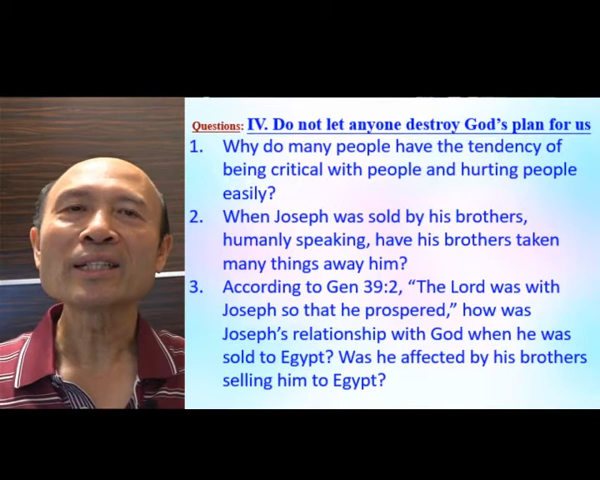 Questions: IV. Do not let anyone destroy God's plan for us
1. Why do many people have the tendency of
being critical with people and hurting people
easily?
2. When Joseph was sold by his brothers,
humanly speaking, have his brothers taken
many things away him?
3. According to Gen 39:2, "The Lord was with
Joseph so that he prospered," how was
Joseph's relationship with God when he was
sold to Egypt? Was he affected by his brothers
selling him to Egypt?